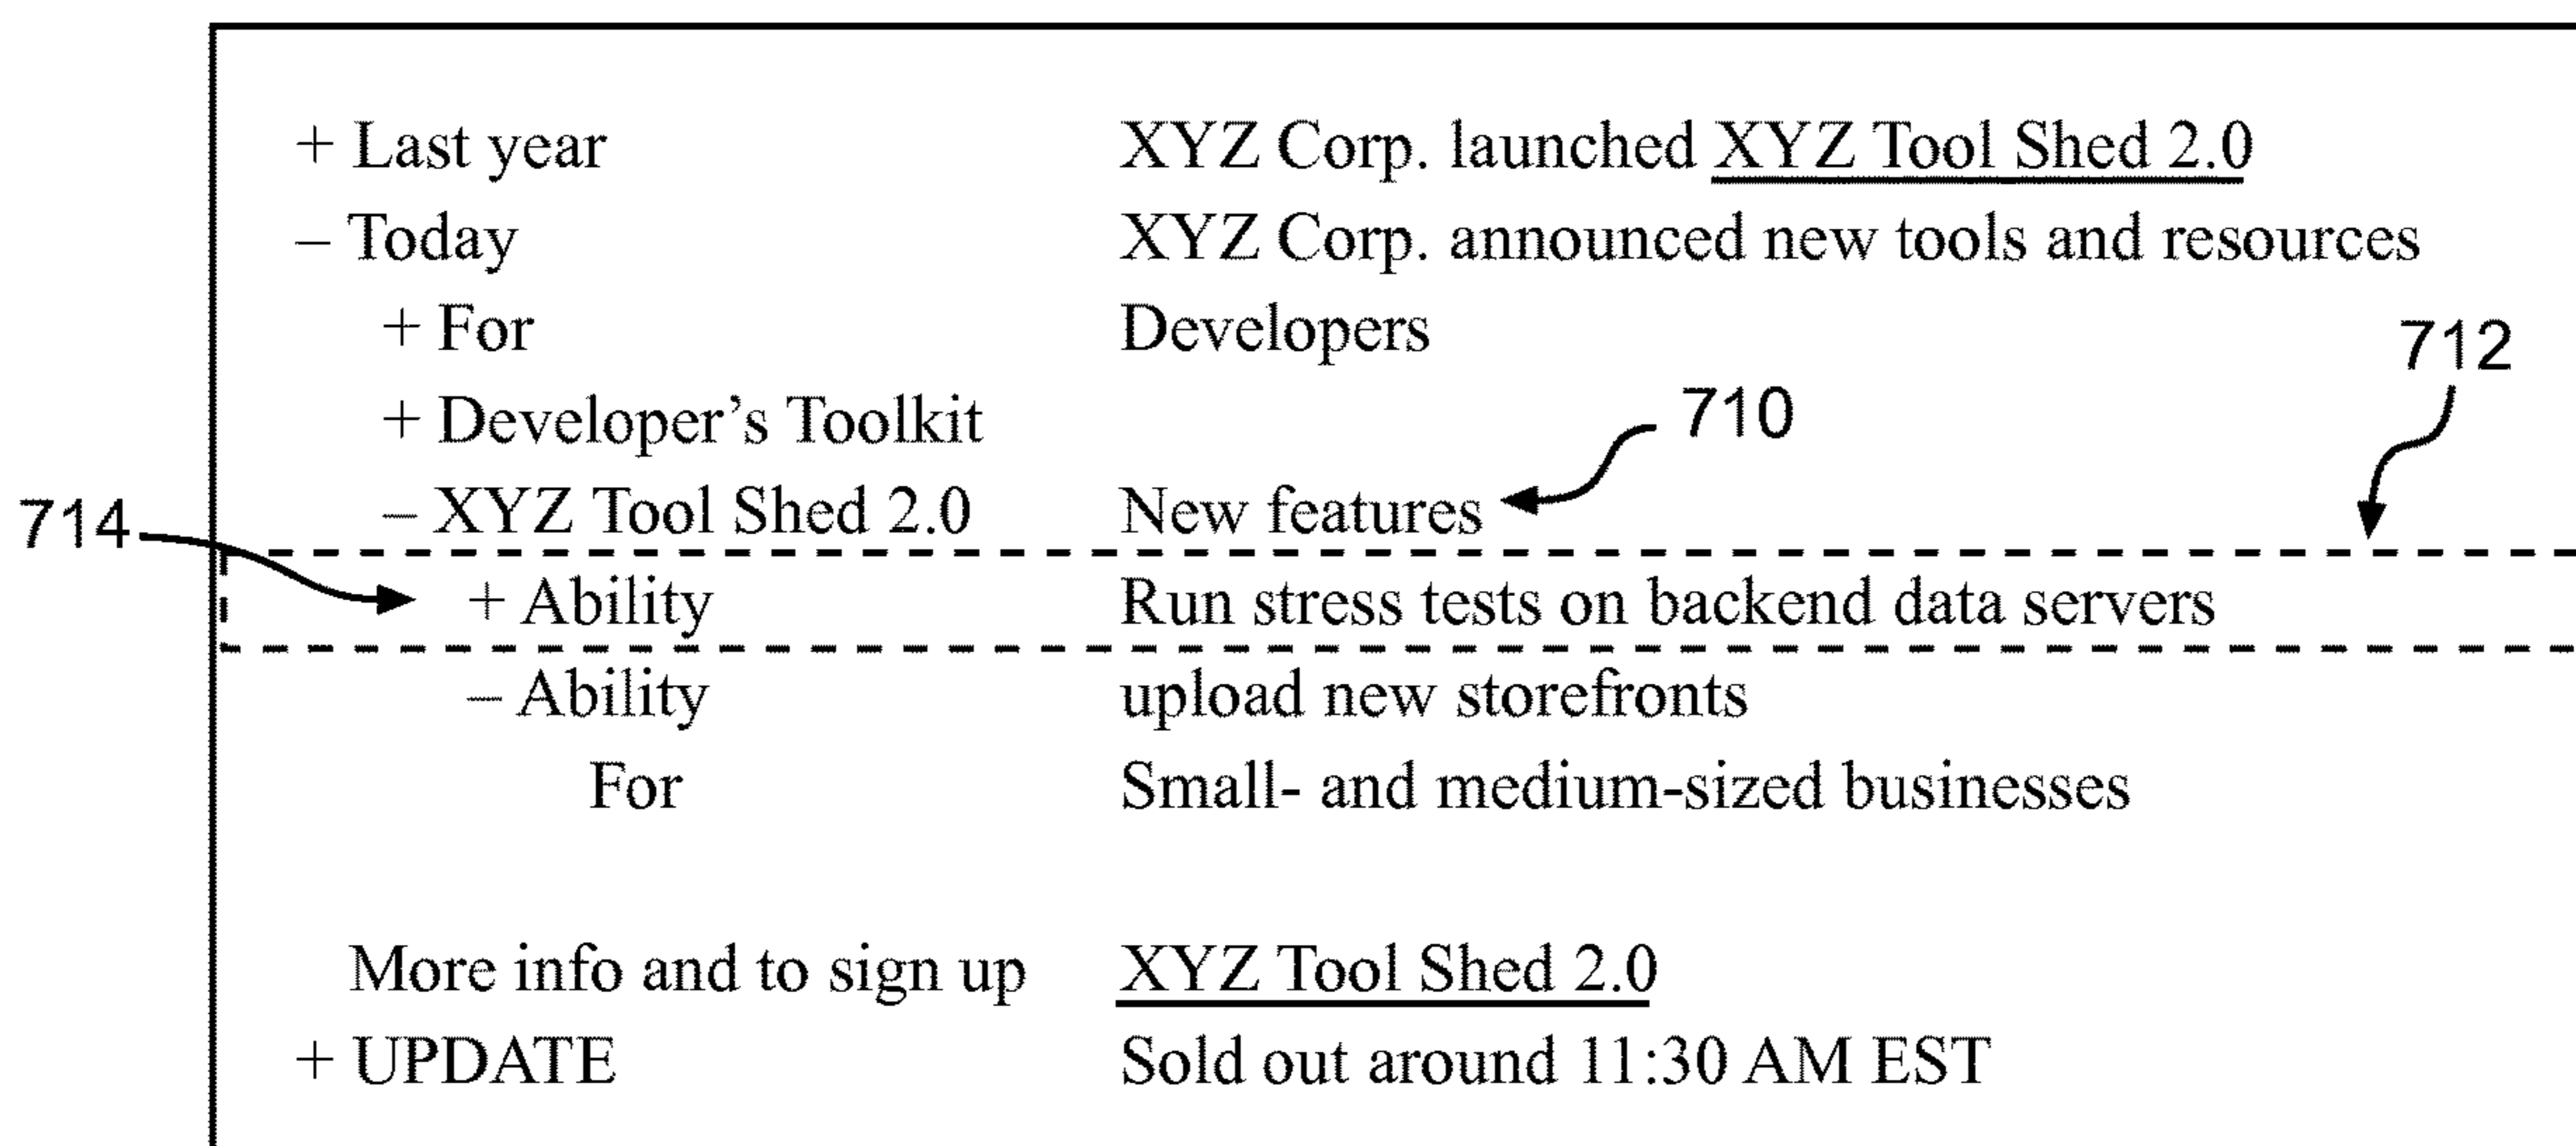 + Last year XYZ Corp. launched XYZ Tool Shed 2.0
– Today XYZ Corp. announced new tools and resources
+ For Developers
712
+ Developer’s Toolkit
710
– XYZ Tool Shed 2.0 New features
714
+ Ability Run stress tests on backend data servers
– Ability upload new storefronts
For Small- and medium-sized businesses
More info and to sign up XYZ Tool Shed 2.0
+ UPDATE Sold out around 11:30 AM EST